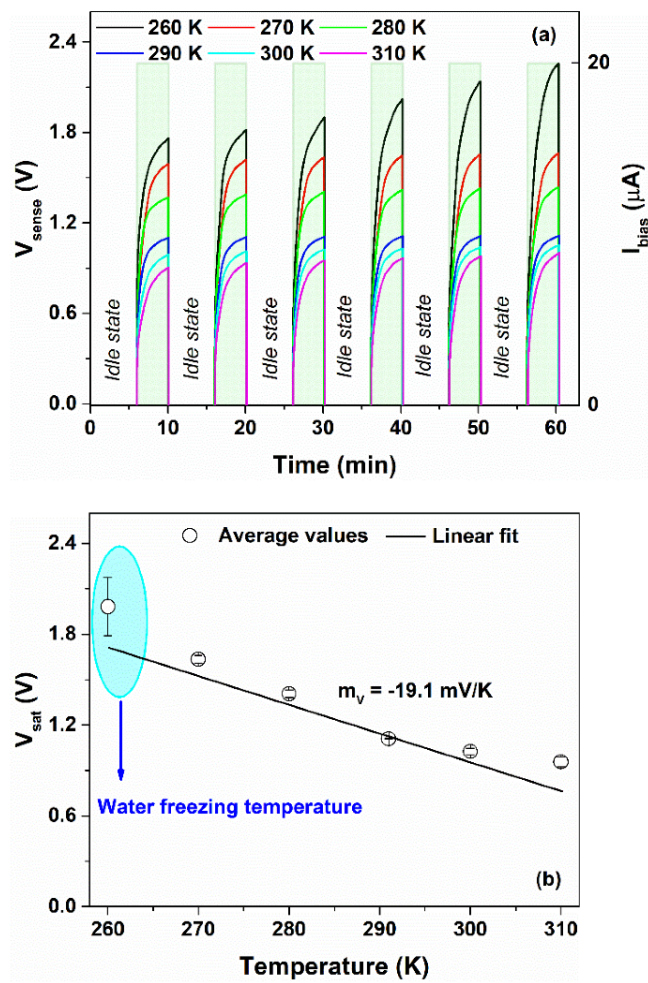 260 K 270 K 280 K
290 K 300 K 310 K
(a)
2.4
1.8
1.2
0.6
0.0
V_sense (V)
20
0
I_bias (μA)
Idle state Idle state Idle state Idle state Idle state Idle state
0 10 20 30 40 50 60
Time (min)
Average values Linear fit
2.4
1.8
1.2
0.6
0.0
V_sat (V)
m_V = -19.1 mV/K
Water freezing temperature
(b)
260 270 280 290 300 310
Temperature (K)